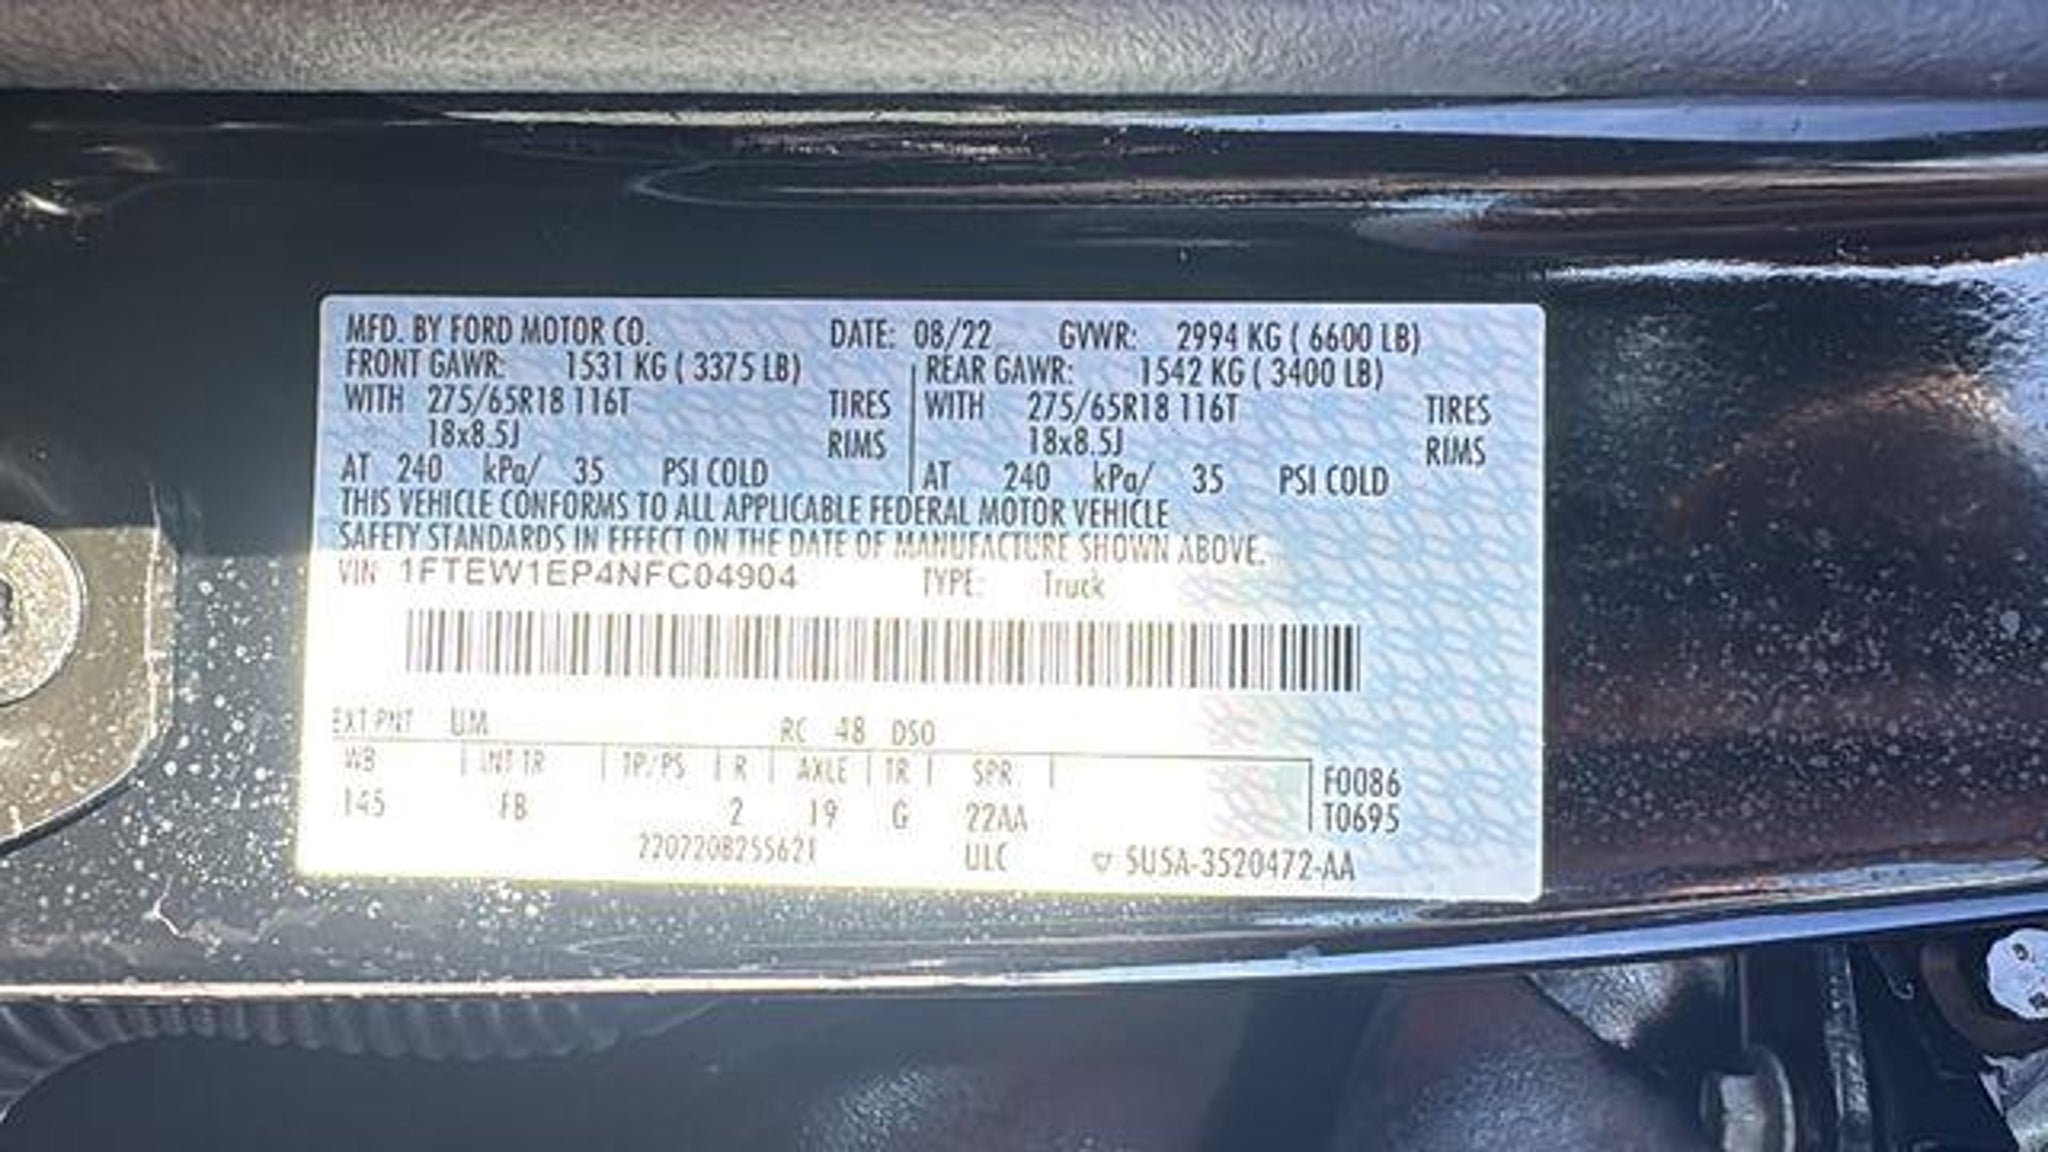 MFD. BY FORD MOTOR CO. DATE: 08/22 GVWR: 2994 KG ( 6600 LB)
FRONT GAWR: 1531 KG ( 3375 LB) REAR GAWR: 1542 KG ( 3400 LB)
WITH 275/65R18 116T TIRES WITH 275/65R18 116T TIRES
18x8.5J RIMS 18x8.5J RIMS
AT 240 kPa/ 35 PSI COLD AT 240 kPa/ 35 PSI COLD
THIS VEHICLE CONFORMS TO ALL APPLICABLE FEDERAL MOTOR VEHICLE
SAFETY STANDARDS IN EFFECT ON THE DATE OF MANUFACTURE SHOWN ABOVE.
VIN: 1FTEW1EP4NFC04904 TYPE: Truck
EXT PNT UM RC 48 DSO
WB INT TR TP/PS R AXLE TR SPR F0086
145 FB 2 19 G 22AA T0695
22072208255621 ULC SU5A-3520472-AA